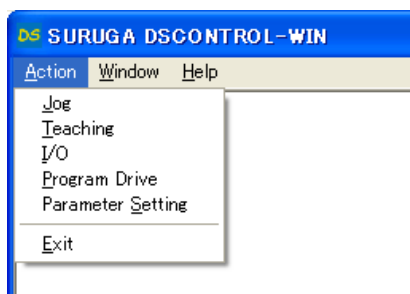 DS SURUGA DSCONTROL-WIN
Action Window Help
Jog
Teaching
I/O
Program Drive
Parameter Setting
Exit